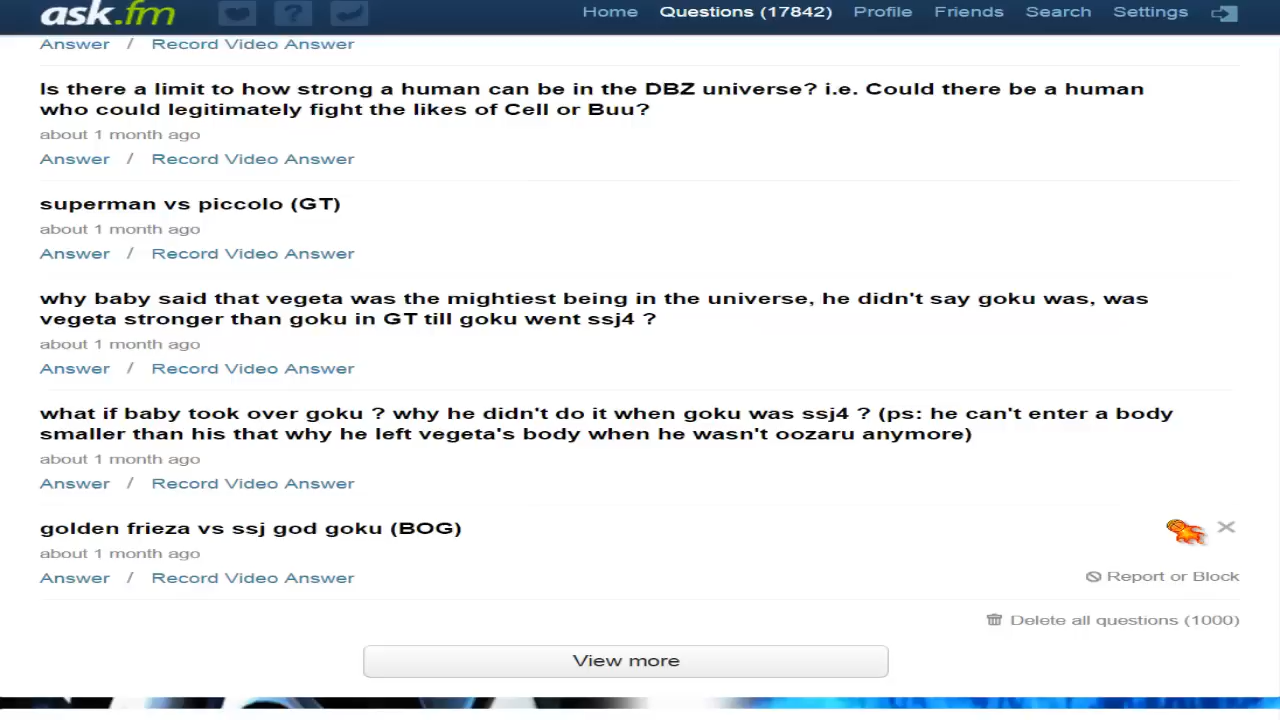 ask.fm Home Questions (17842) Profile Friends Search Settings
Answer / Record Video Answer
Is there a limit to how strong a human can be in the DBZ universe? i.e. Could there be a human
who could legitimately fight the likes of Cell or Buu?
about 1 month ago
Answer / Record Video Answer
superman vs piccolo (GT)
about 1 month ago
Answer / Record Video Answer
why baby said that vegeta was the mightiest being in the universe, he didn't say goku was, was
vegeta stronger than goku in GT till goku went ssj4 ?
about 1 month ago
Answer / Record Video Answer
what if baby took over goku ? why he didn't do it when goku was ssj4 ? (ps: he can't enter a body
smaller than his that why he left vegeta's body when he wasn't oozaru anymore)
about 1 month ago
Answer / Record Video Answer
golden frieza vs ssj god goku (BOG)
about 1 month ago
Answer / Record Video Answer Report or Block
Delete all questions (1000)
View more